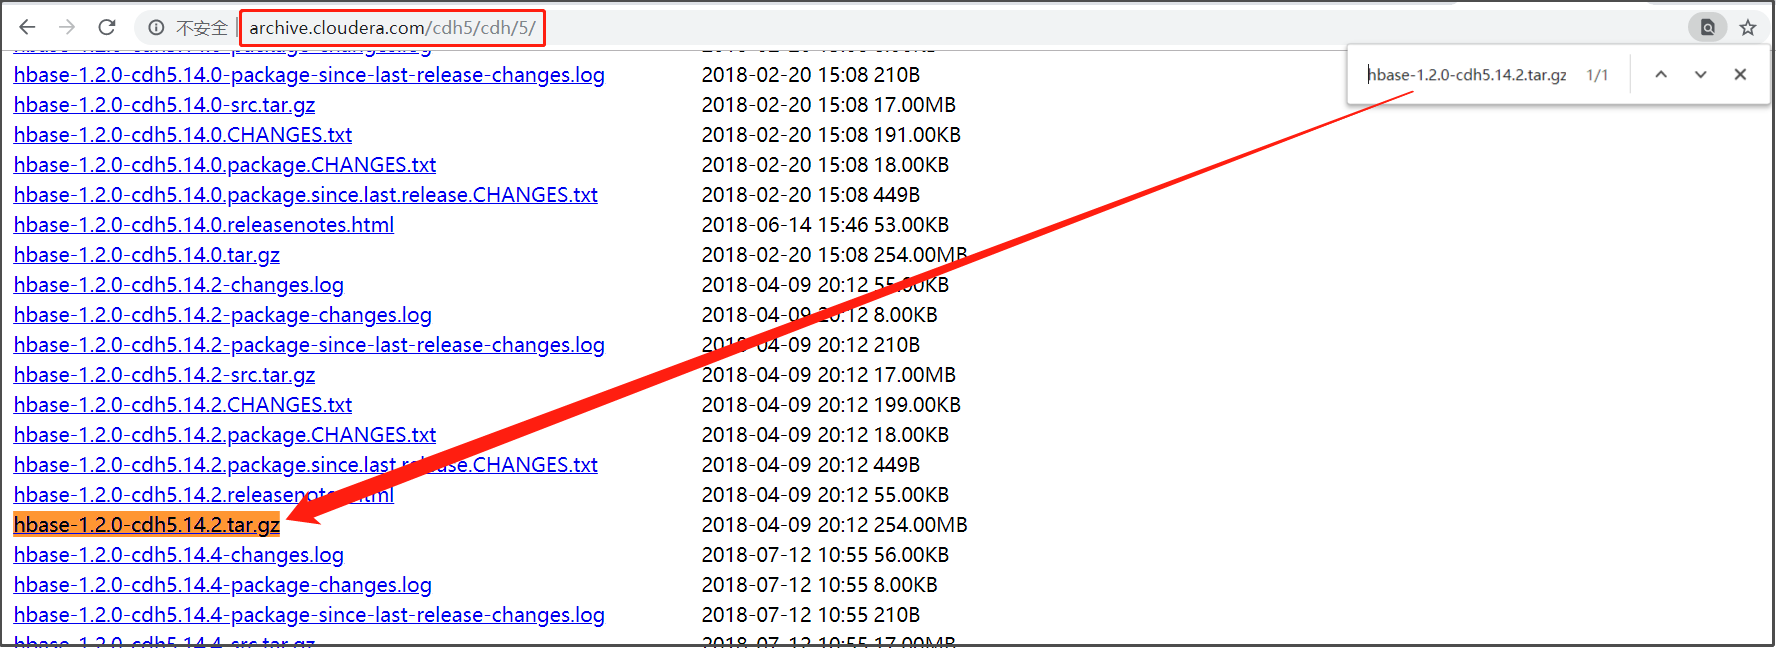 不安全 archive.cloudera.com/cdh5/cdh/5/
hbase-1.2.0-cdh5.14.2.tar.gz 1/1
hbase-1.2.0-cdh5.14.0-package-since-last-release-changes.log 2018-02-20 15:08 210B
hbase-1.2.0-cdh5.14.0-src.tar.gz 2018-02-20 15:08 17.00MB
hbase-1.2.0-cdh5.14.0.CHANGES.txt 2018-02-20 15:08 191.00KB
hbase-1.2.0-cdh5.14.0.package.CHANGES.txt 2018-02-20 15:08 18.00KB
hbase-1.2.0-cdh5.14.0.package.since.last.release.CHANGES.txt 2018-02-20 15:08 449B
hbase-1.2.0-cdh5.14.0.releasenotes.html 2018-06-14 15:46 53.00KB
hbase-1.2.0-cdh5.14.0.tar.gz 2018-02-20 15:08 254.00MB
hbase-1.2.0-cdh5.14.2-changes.log 2018-04-09 20:12 55.00KB
hbase-1.2.0-cdh5.14.2-package-changes.log 2018-04-09 20:12 8.00KB
hbase-1.2.0-cdh5.14.2-package-since-last-release-changes.log 2018-04-09 20:12 210B
hbase-1.2.0-cdh5.14.2-src.tar.gz 2018-04-09 20:12 17.00MB
hbase-1.2.0-cdh5.14.2.CHANGES.txt 2018-04-09 20:12 199.00KB
hbase-1.2.0-cdh5.14.2.package.CHANGES.txt 2018-04-09 20:12 18.00KB
hbase-1.2.0-cdh5.14.2.package.since.last.release.CHANGES.txt 2018-04-09 20:12 449B
hbase-1.2.0-cdh5.14.2.releasenotes.html 2018-04-09 20:12 55.00KB
hbase-1.2.0-cdh5.14.2.tar.gz 2018-04-09 20:12 254.00MB
hbase-1.2.0-cdh5.14.4-changes.log 2018-07-12 10:55 56.00KB
hbase-1.2.0-cdh5.14.4-package-changes.log 2018-07-12 10:55 8.00KB
hbase-1.2.0-cdh5.14.4-package-since-last-release-changes.log 2018-07-12 10:55 210B
hbase-1.2.0-cdh5.14.4-src.tar.gz 2018-07-12 10:55 17.00MB